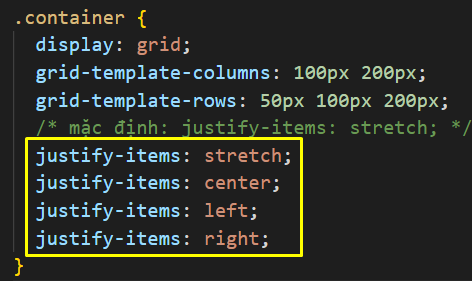 .container {
display: grid;
grid-template-columns: 100px 200px;
grid-template-rows: 50px 100px 200px;
/* mặc định: justify-items: stretch; */
justify-items: stretch;
justify-items: center;
justify-items: left;
justify-items: right;
}